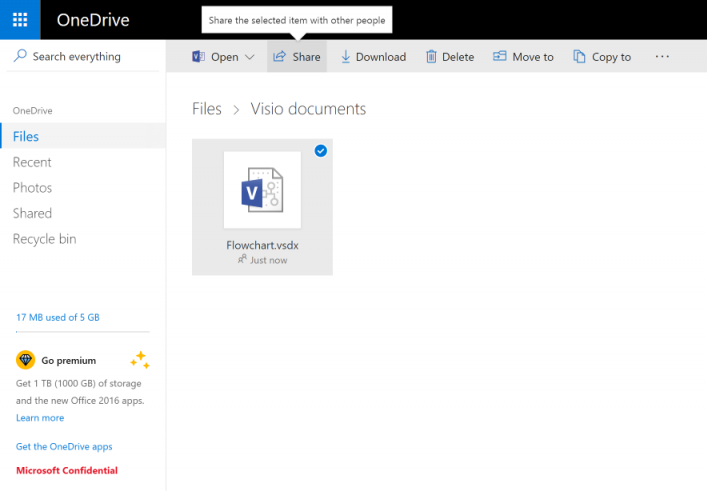 OneDrive
Share the selected item with other people
Search everything
Open
Share
Download
Delete
Move to
Copy to
OneDrive
Files
Recent
Photos
Shared
Recycle bin
Files > Visio documents
V
Flowchart.vsdx
Just now
17 MB used of 5 GB
Go premium
Get 1 TB (1000 GB) of storage
and the new Office 2016 apps.
Learn more
Get the OneDrive apps
Microsoft Confidential